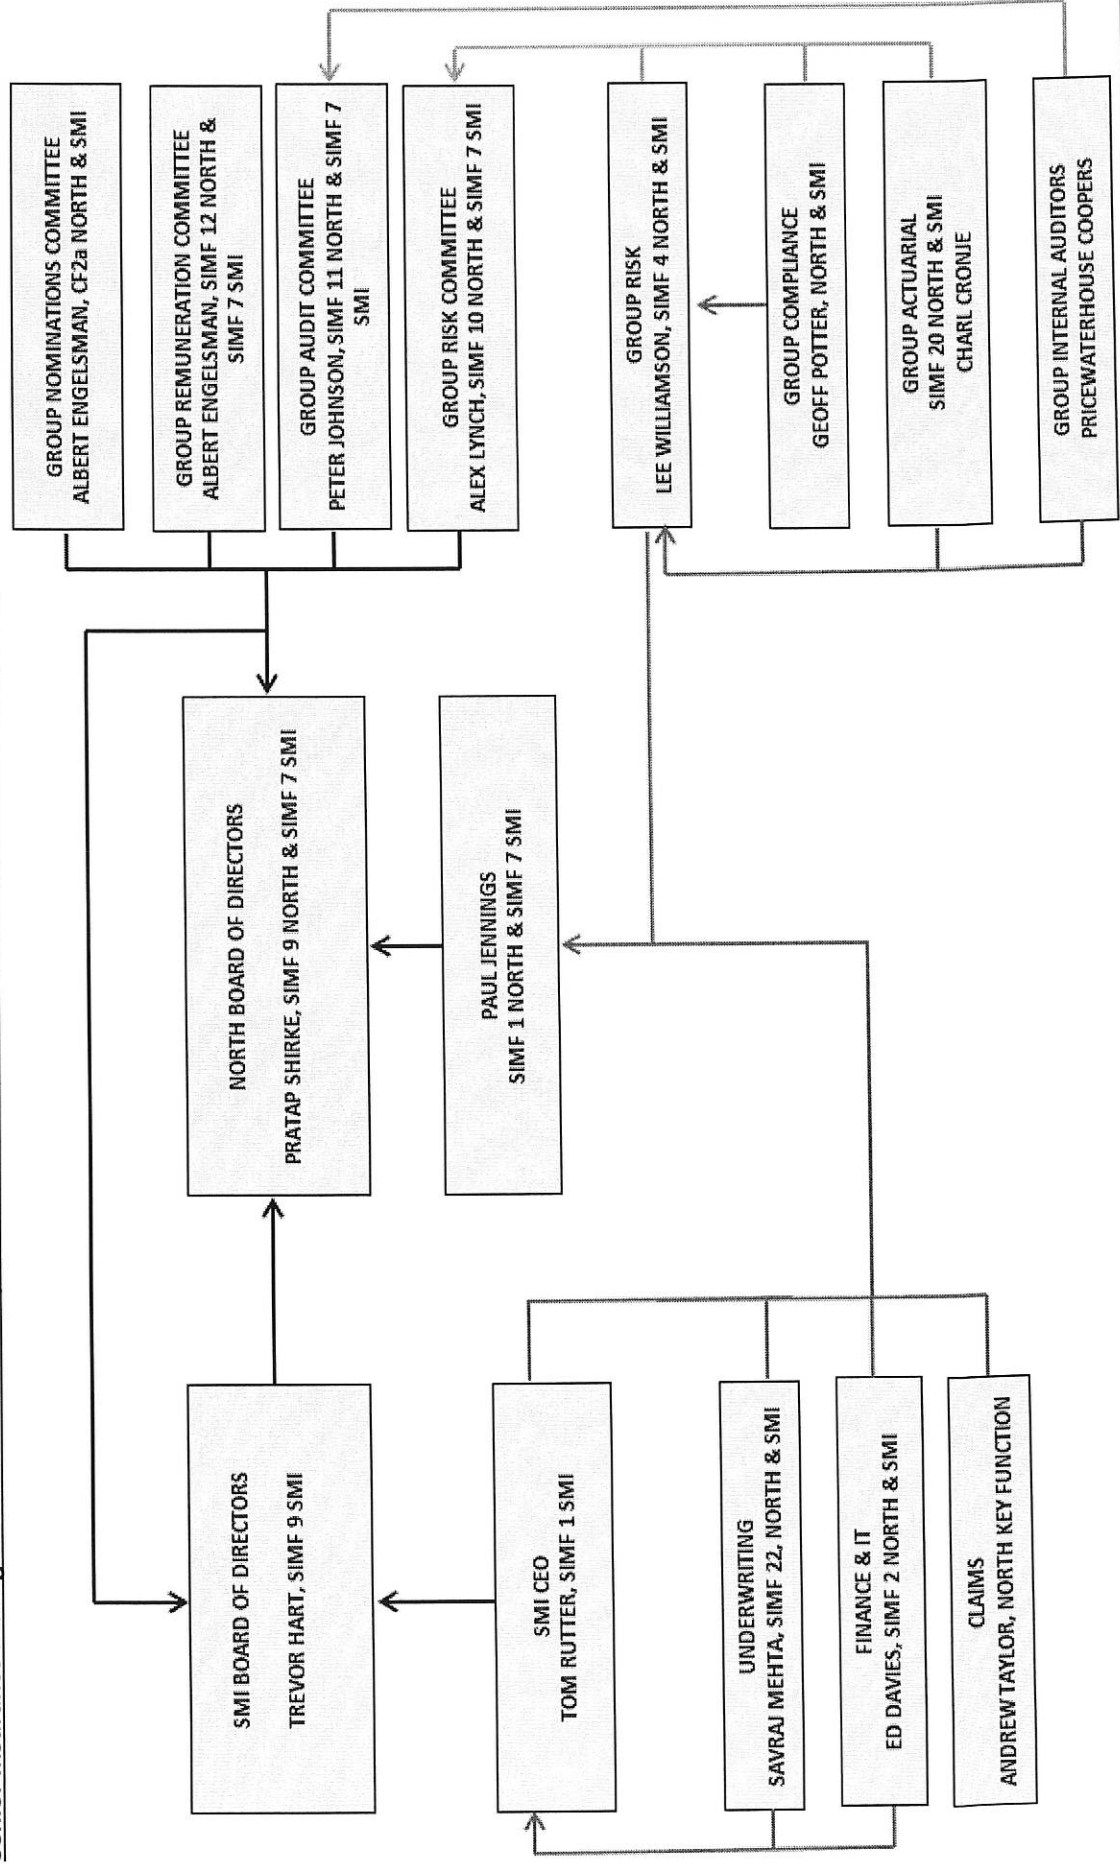 SMI BOARD OF DIRECTORS
TREVOR HART, SIMF 9 SMI
SMI CEO
TOM RUTTER, SIMF 1 SMI
UNDERWRITING
SAVRAJ MEHTA, SIMF 22, NORTH & SMI
FINANCE & IT
ED DAVIES, SIMF 2 NORTH & SMI
CLAIMS
ANDREW TAYLOR, NORTH KEY FUNCTION
NORTH BOARD OF DIRECTORS
PRATAP SHIRKE, SIMF 9 NORTH & SIMF 7 SMI
PAUL JENNINGS
SIMF 1 NORTH & SIMF 7 SMI
GROUP NOMINATIONS COMMITTEE
ALBERT ENGELSMAN, CF2a NORTH & SMI
GROUP REMUNERATION COMMITTEE
ALBERT ENGELSMAN, SIMF 12 NORTH &
SIMF 7 SMI
GROUP AUDIT COMMITTEE
PETER JOHNSON, SIMF 11 NORTH & SIMF 7
SMI
GROUP RISK COMMITTEE
ALEX LYNCH, SIMF 10 NORTH & SIMF 7 SMI
GROUP RISK
LEE WILLIAMSON, SIMF 4 NORTH & SMI
GROUP COMPLIANCE
GEOFF POTTER, NORTH & SMI
GROUP ACTUARIAL
SIMF 20 NORTH & SMI
CHARL CRONJE
GROUP INTERNAL AUDITORS
PRICEWATERHOUSE COOPERS